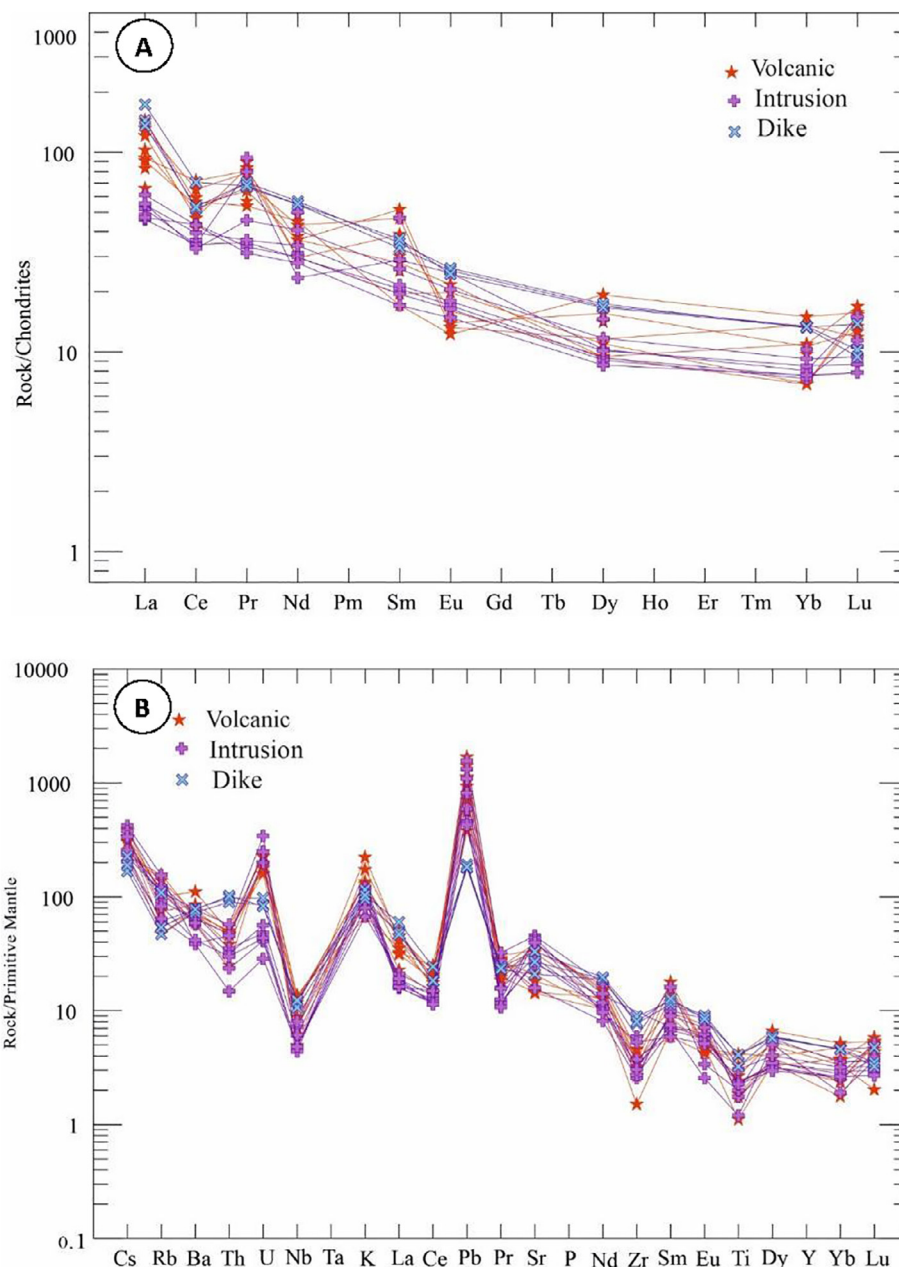 A
1000
100
10
1
Rock/Chondrites
Volcanic
Intrusion
Dike
La Ce Pr Nd Pm Sm Eu Gd Tb Dy Ho Er Tm Yb Lu
B
10000
1000
100
10
1
0.1
Rock/Primitive Mantle
Volcanic
Intrusion
Dike
Cs Rb Ba Th U Nb Ta K La Ce Pb Pr Sr P Nd Zr Sm Eu Ti Dy Y Yb Lu